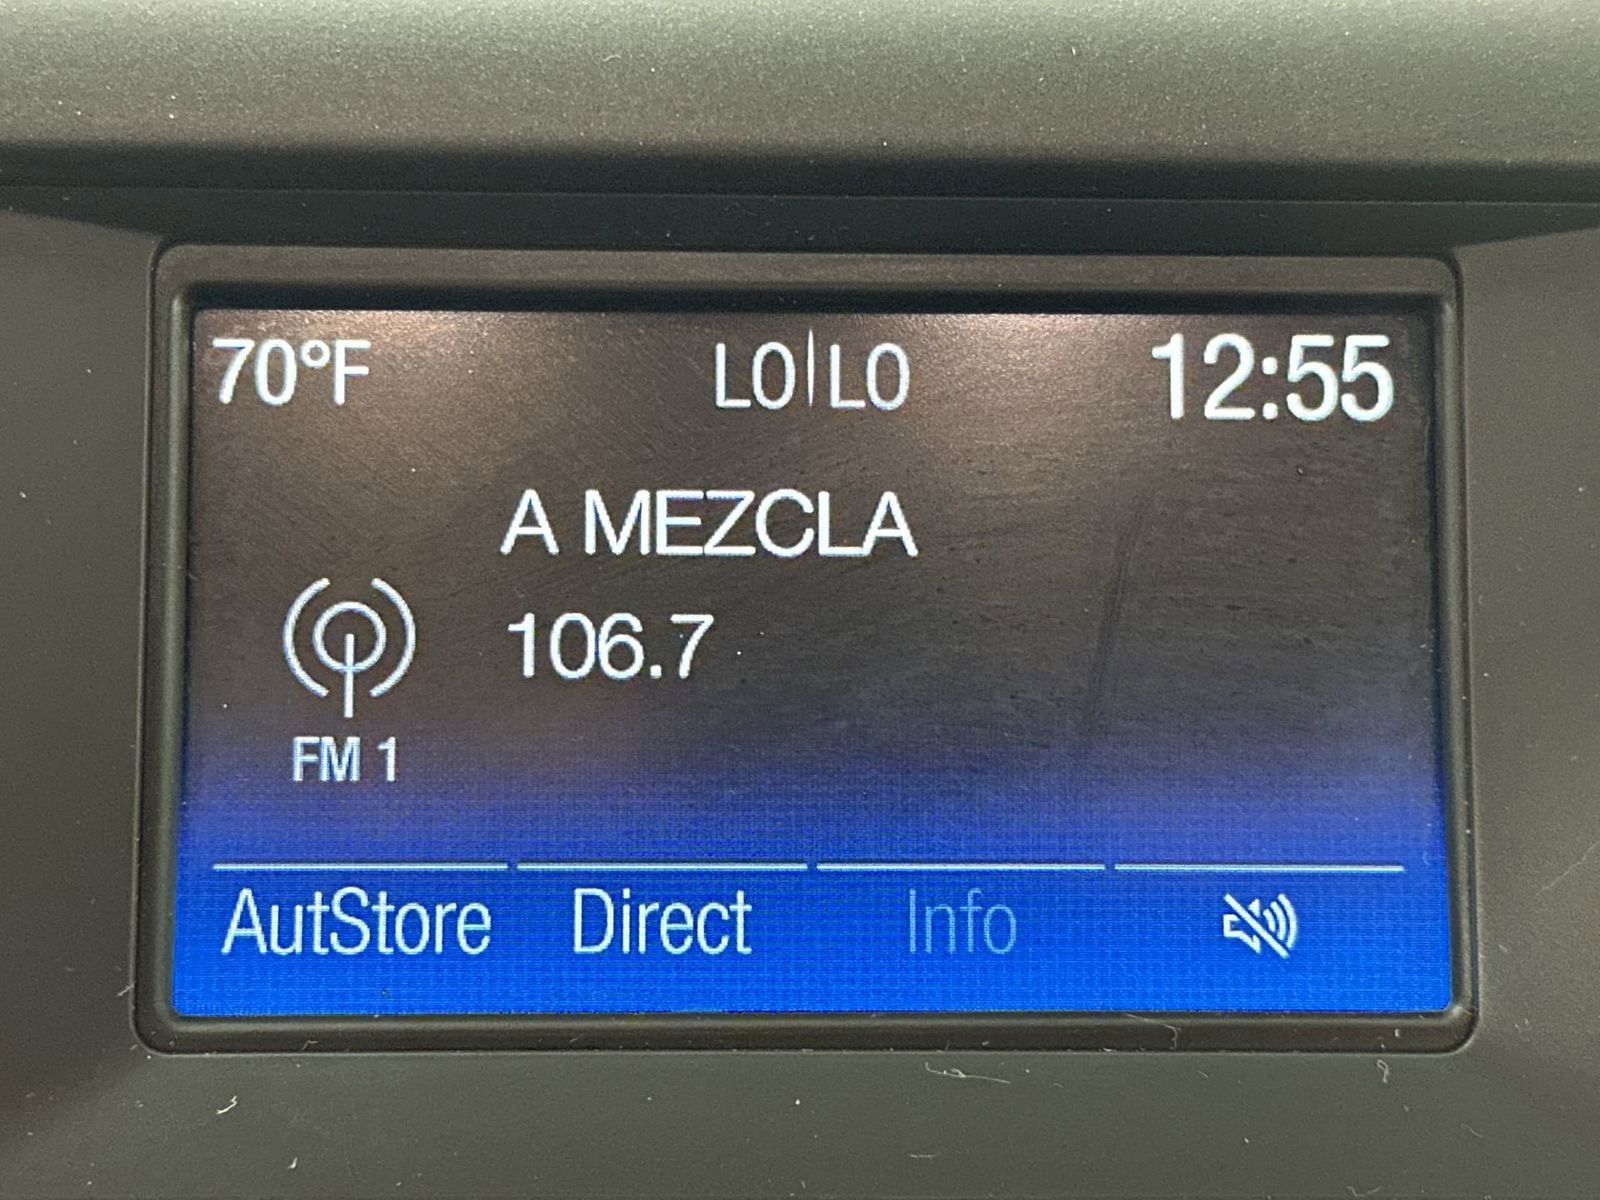 70°F LO|LO 12:55
A MEZCLA
106.7
FM 1
AutStore Direct Info